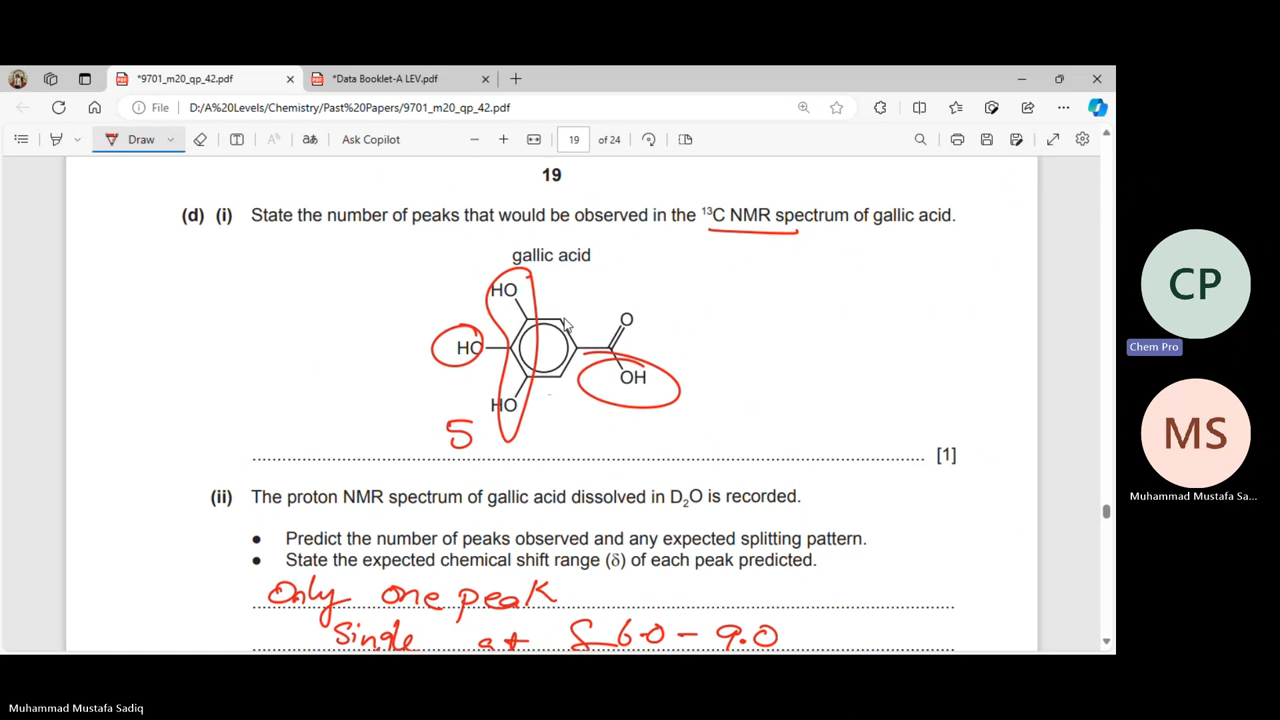 *9701_m20_qp_42.pdf
*Data Booklet-A LEV.pdf
File
D:/A%20Levels/Chemistry/Past%20Papers/9701_m20_qp_42.pdf
Draw
Ask Copilot
19
of 24
19
(d) (i) State the number of peaks that would be observed in the ¹³C NMR spectrum of gallic acid.
gallic acid
HO
O
HO
OH
HO
5
[1]
(ii) The proton NMR spectrum of gallic acid dissolved in D₂O is recorded.
● Predict the number of peaks observed and any expected splitting pattern.
● State the expected chemical shift range (δ) of each peak predicted.
Only one peak
Single at δ 6.0 - 9.0
CP
Chem Pro
MS
Muhammad Mustafa Sa...
Muhammad Mustafa Sadiq